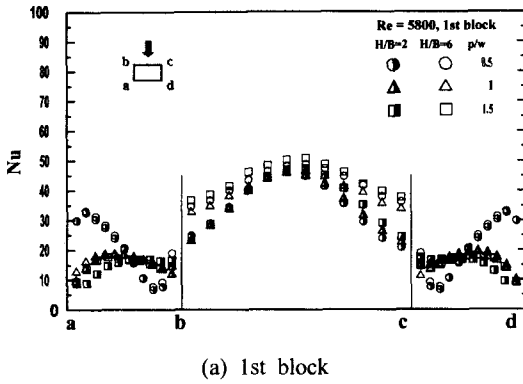 100
90
80
70
60
50
40
30
20
10
0
Nu
b c
a d
Re = 5800, 1st block
H/B=2 H/B=6 p/w
0.5
1
1.5
a b c d
(a) 1st block